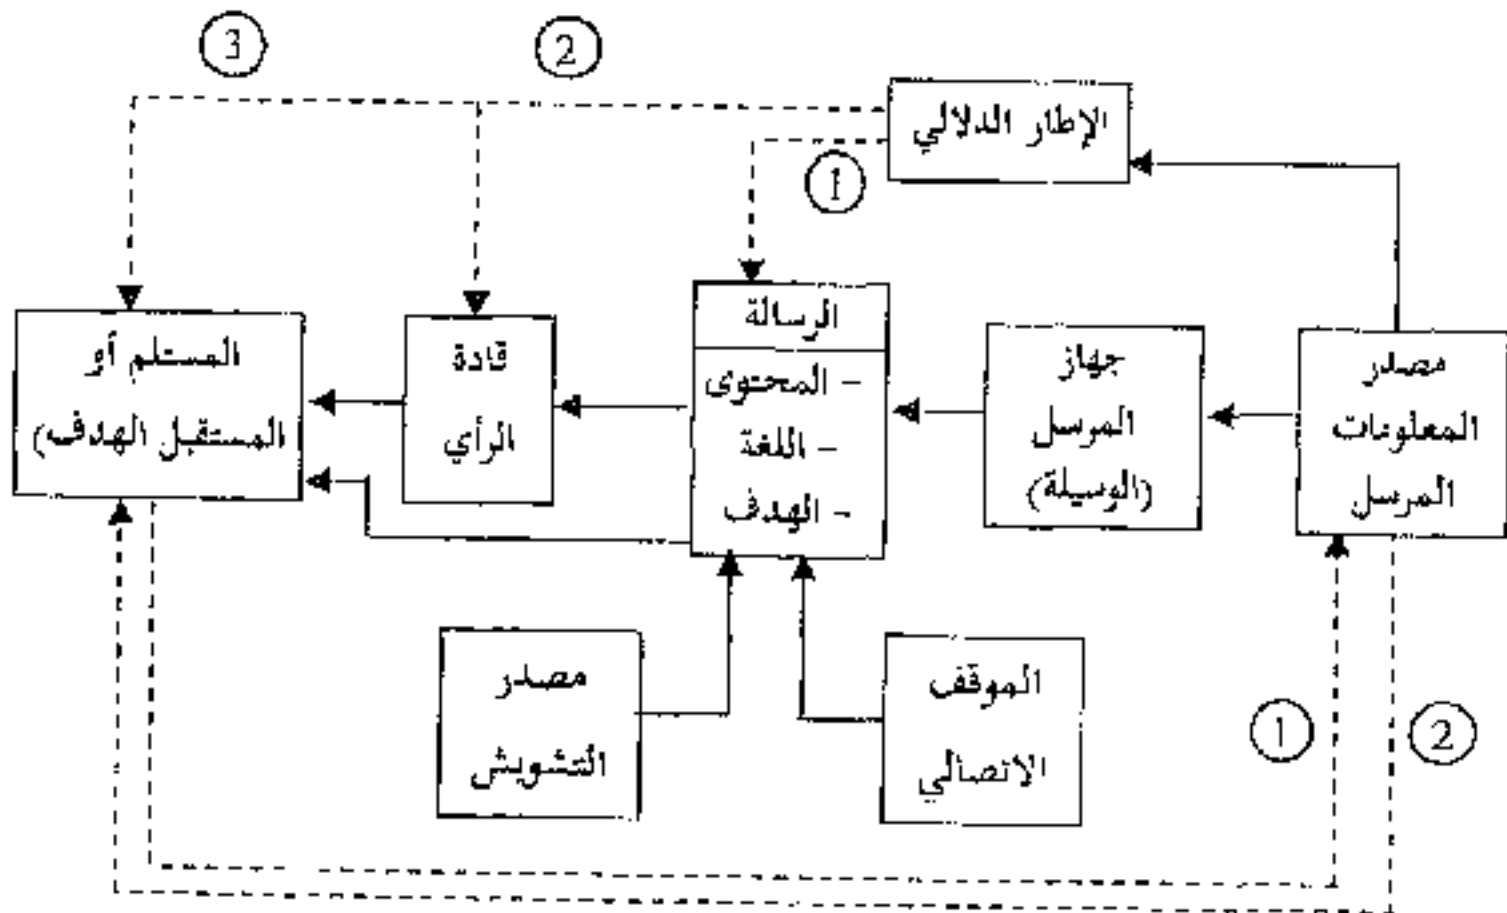 3
2
الإطار الدلالي
1
مصدر
المعلومات
المرسل
جهاز
المرسل
(الوسيلة)
الرسالة
- المحتوى
- اللغة
- الهدف
قادة
الرأي
المستلم أو
المستقبل الهدف)
الموقف
الاتصالي
مصدر
التشويش
2
1